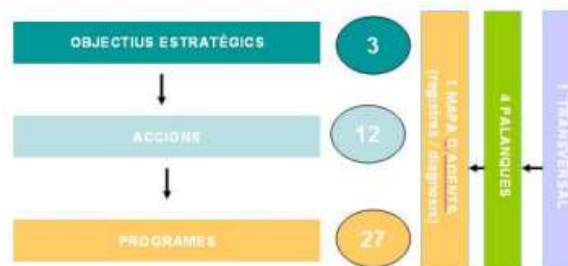 OBJECTIUS ESTRATÈGICS
3
ACCIONS
12
PROGRAMES
27
1 MAPA D'AGENTS
(registres / diagnosis)
4 PALANQUES
1 TRANSVERSAL